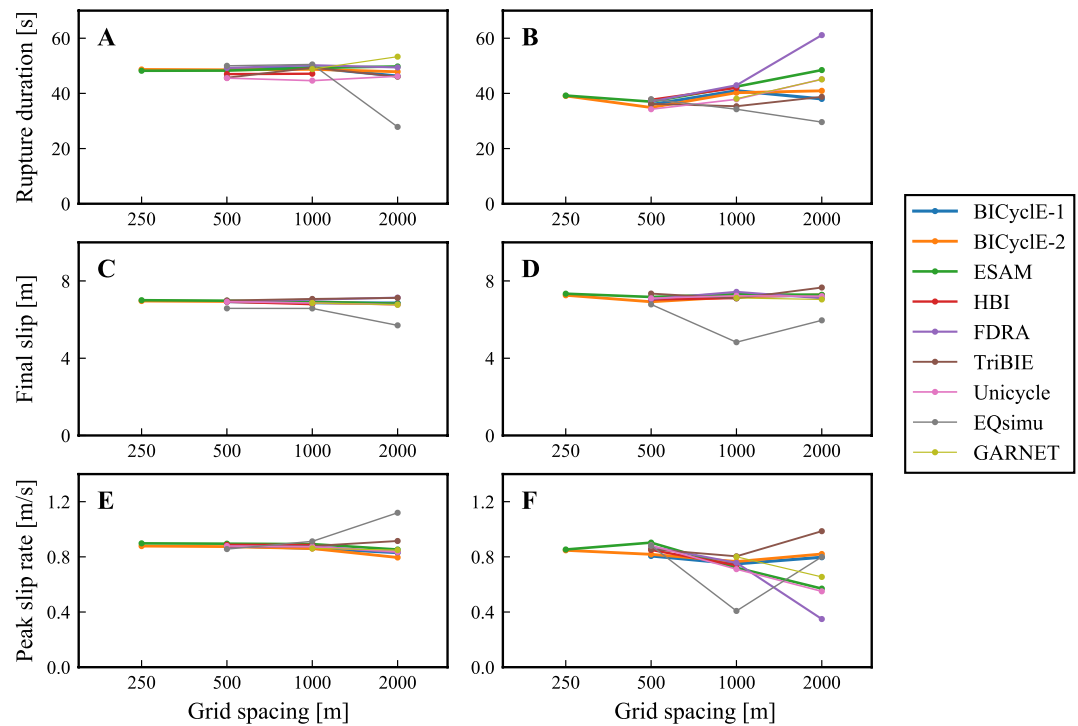 Rupture duration [s]
60
40
20
0
A
250
500
1000
2000
60
40
20
0
B
250
500
1000
2000
Final slip [m]
8
4
0
C
250
500
1000
2000
8
4
0
D
250
500
1000
2000
Peak slip rate [m/s]
1.2
0.8
0.4
0.0
E
250
500
1000
2000
Grid spacing [m]
1.2
0.8
0.4
0.0
F
250
500
1000
2000
Grid spacing [m]
BICyclE-1
BICyclE-2
ESAM
HBI
FDRA
TriBIE
Unicycle
EQsimu
GARNET